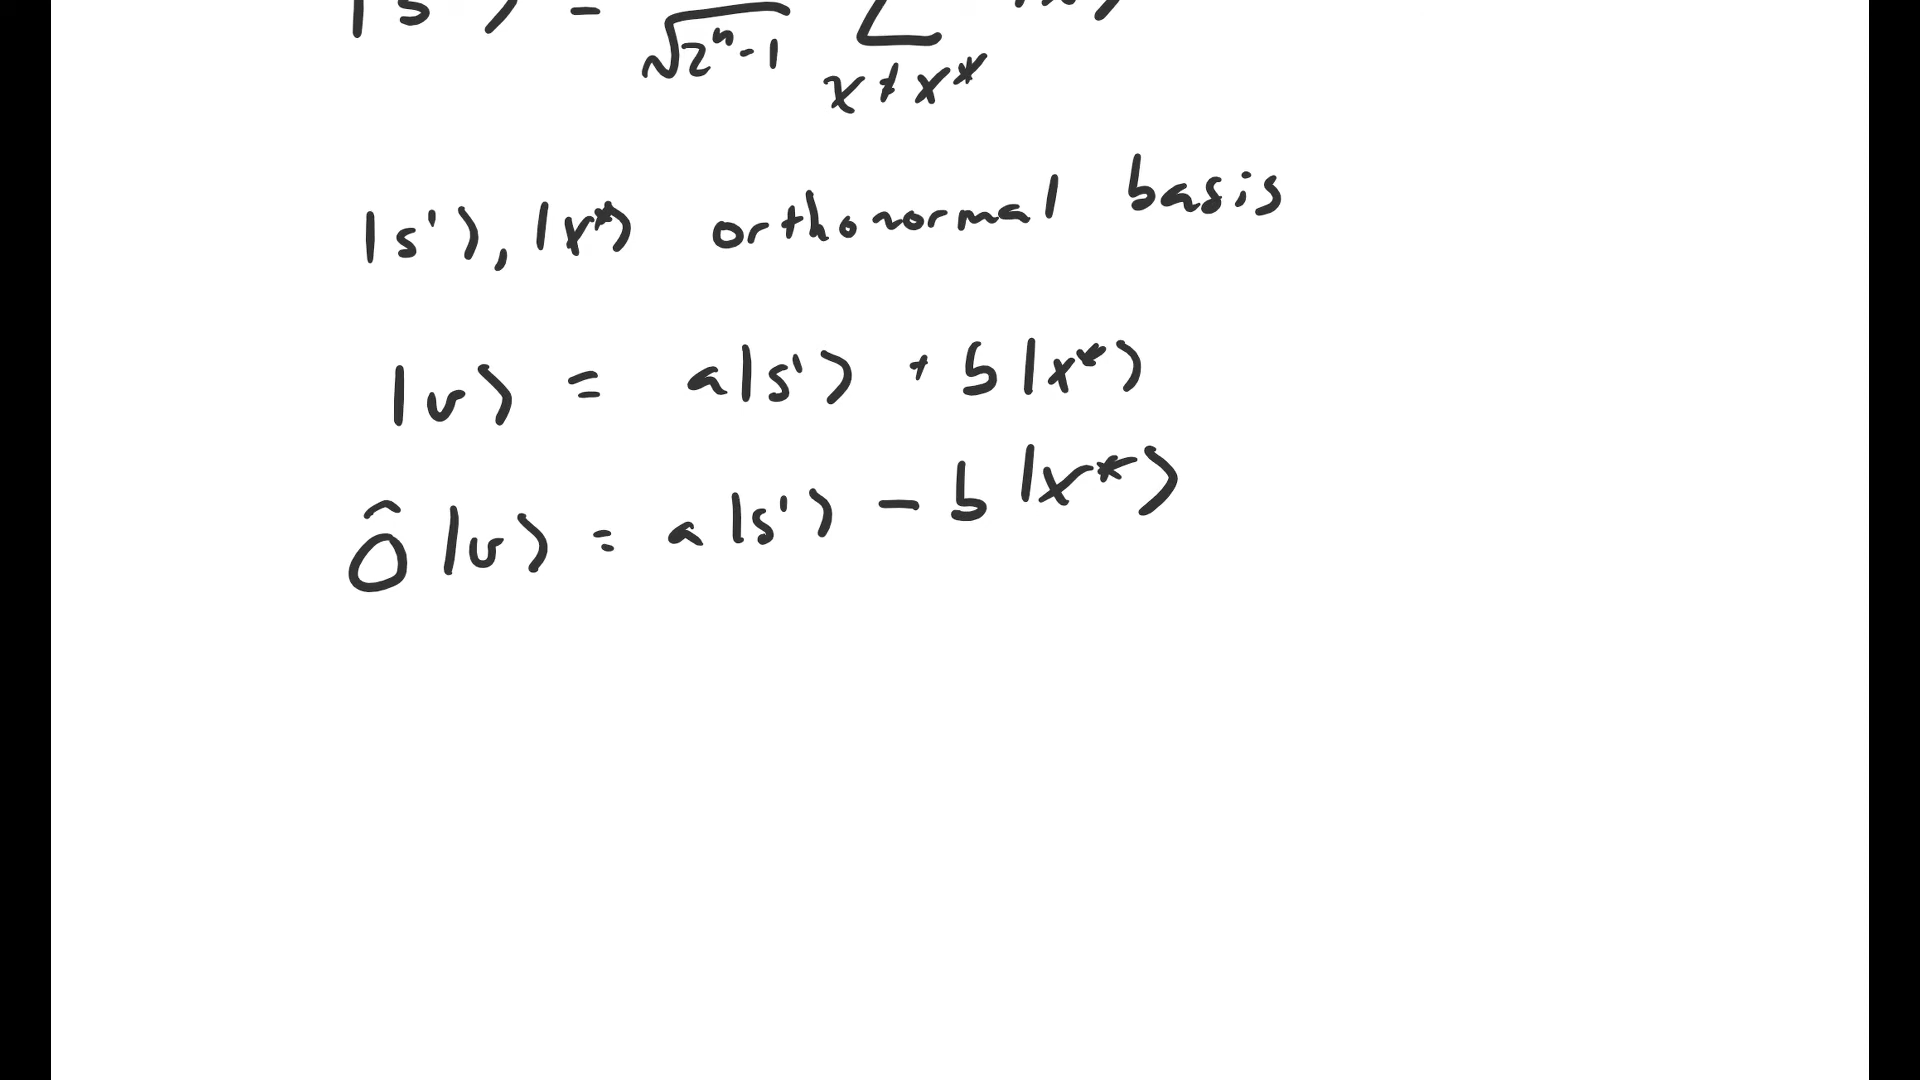 |s'⟩ = 1/√(2ⁿ-1) Σ_{x≠x*} |x⟩
|s'⟩, |x*⟩ orthonormal basis
|v⟩ = a|s'⟩ + b|x*⟩
Ô|v⟩ = a|s'⟩ - b|x*⟩